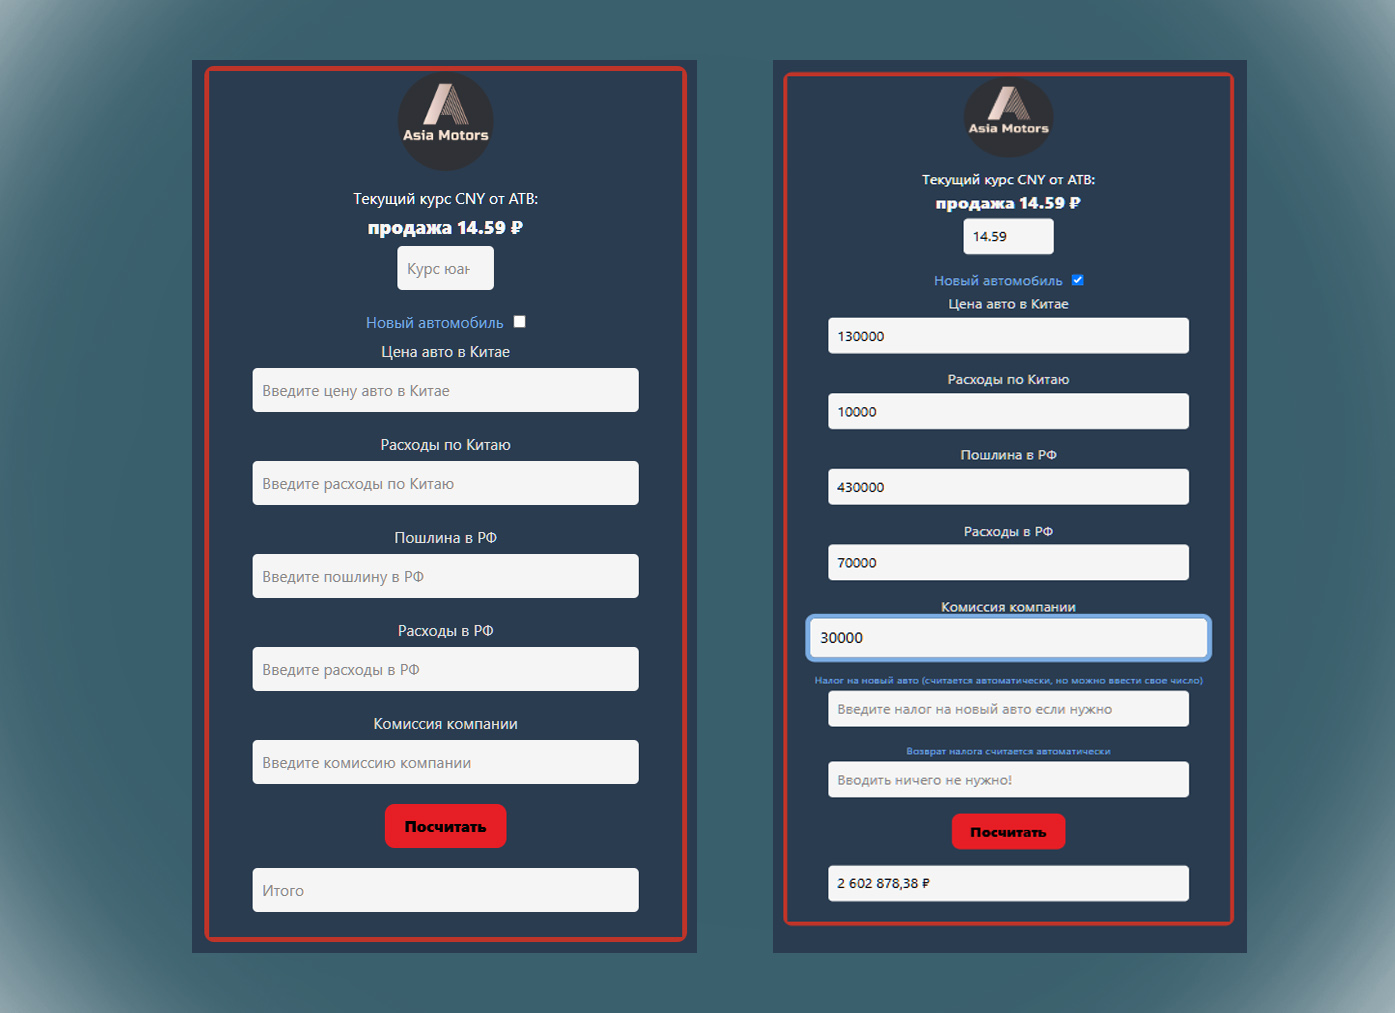 Asia Motors
Текущий курс CNY от АТВ:
продажа 14.59 ₽
Курс юан
Новый автомобиль
Цена авто в Китае
Введите цену авто в Китае
Расходы по Китаю
Введите расходы по Китаю
Пошлина в РФ
Введите пошлину в РФ
Расходы в РФ
Введите расходы в РФ
Комиссия компании
Введите комиссию компании
Посчитать
Итого
Asia Motors
Текущий курс CNY от АТВ:
продажа 14.59 ₽
14.59
Новый автомобиль
Цена авто в Китае
130000
Расходы по Китаю
10000
Пошлина в РФ
430000
Расходы в РФ
70000
Комиссия компании
30000
Налог на новый авто (считается автоматически, но можно ввести свое число)
Введите налог на новый авто если нужно
Возврат налога считается автоматически
Вводить ничего не нужно!
Посчитать
2 602 878,38 ₽